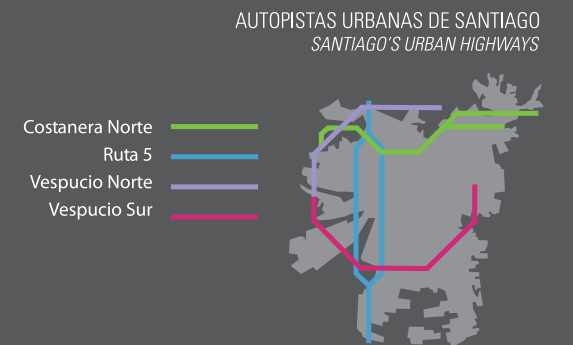 AUTOPISTAS URBANAS DE SANTIAGO
SANTIAGO'S URBAN HIGHWAYS
Costanera Norte
Ruta 5
Vespucio Norte
Vespucio Sur